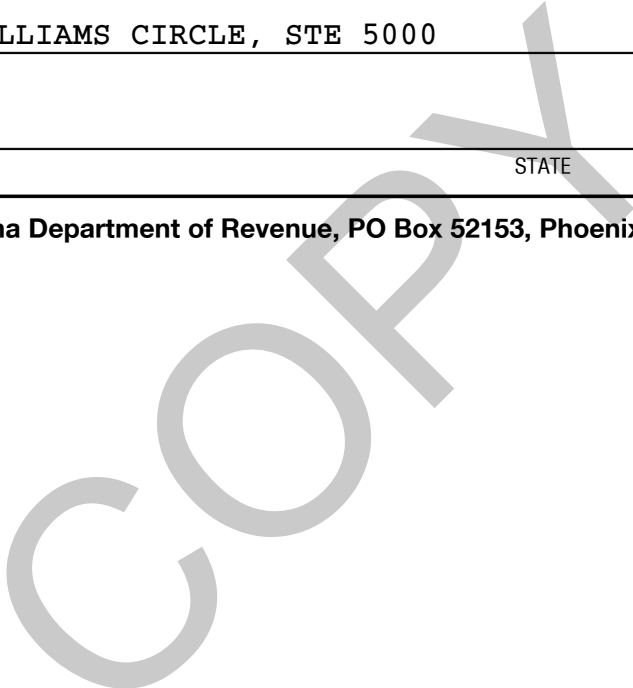 LLIAMS CIRCLE, STE 5000
STATE
na Department of Revenue, PO Box 52153, Phoenix
COPY